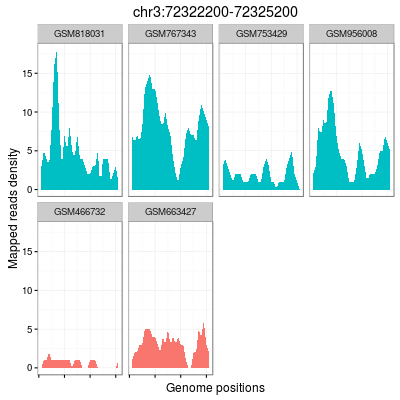 chr3:72322200-72325200
GSM818031 GSM767343 GSM753429 GSM956008
15
10
5
0
GSM466732 GSM663427
15
10
5
0
Mapped reads density
Genome positions